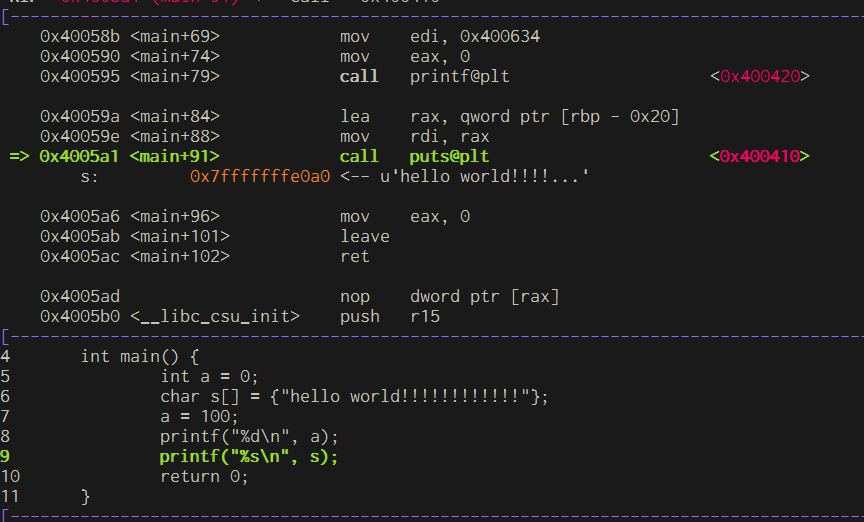 0x40058b <main+69> mov edi, 0x400634
0x400590 <main+74> mov eax, 0
0x400595 <main+79> call printf@plt <0x400420>
0x40059a <main+84> lea rax, qword ptr [rbp - 0x20]
0x40059e <main+88> mov rdi, rax
=> 0x4005a1 <main+91> call puts@plt <0x400410>
s: 0x7fffffffe0a0 <-- u'hello world!!!!...'
0x4005a6 <main+96> mov eax, 0
0x4005ab <main+101> leave
0x4005ac <main+102> ret
0x4005ad nop dword ptr [rax]
0x4005b0 <__libc_csu_init> push r15
4 int main() {
5 int a = 0;
6 char s[] = {"hello world!!!!!!!!!!!!"};
7 a = 100;
8 printf("%d\n", a);
9 printf("%s\n", s);
10 return 0;
11 }